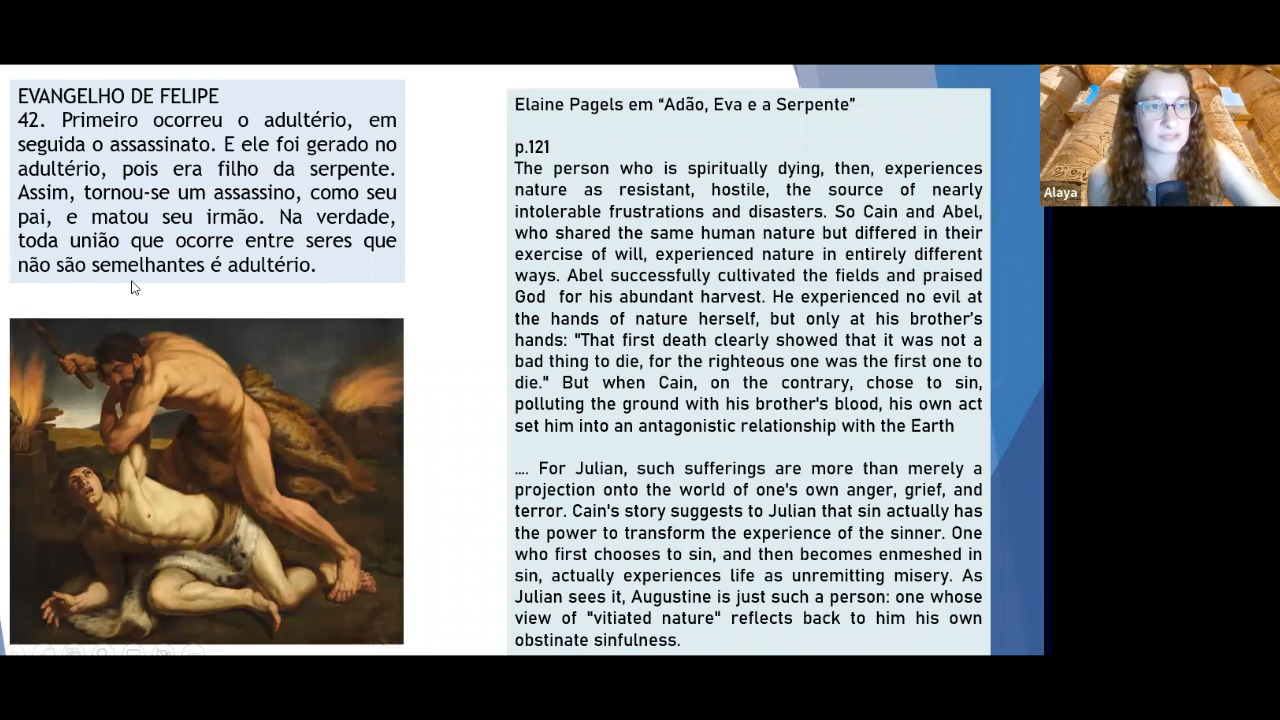 EVANGELHO DE FELIPE
42. Primeiro ocorreu o adultério, em
seguida o assassinato. E ele foi gerado no
adultério, pois era filho da serpente.
Assim, tornou-se um assassino, como seu
pai, e matou seu irmão. Na verdade,
toda união que ocorre entre seres que
não são semelhantes é adultério.
Elaine Pagels em “Adão, Eva e a Serpente”
p.121
The person who is spiritually dying, then, experiences
nature as resistant, hostile, the source of nearly
intolerable frustrations and disasters. So Cain and Abel,
who shared the same human nature but differed in their
exercise of will, experienced nature in entirely different
ways. Abel successfully cultivated the fields and praised
God for his abundant harvest. He experienced no evil at
the hands of nature herself, but only at his brother’s
hands: "That first death clearly showed that it was not a
bad thing to die, for the righteous one was the first one to
die." But when Cain, on the contrary, chose to sin,
polluting the ground with his brother's blood, his own act
set him into an antagonistic relationship with the Earth
.... For Julian, such sufferings are more than merely a
projection onto the world of one's own anger, grief, and
terror. Cain's story suggests to Julian that sin actually has
the power to transform the experience of the sinner. One
who first chooses to sin, and then becomes enmeshed in
sin, actually experiences life as unremitting misery. As
Julian sees it, Augustine is just such a person: one whose
view of "vitiated nature" reflects back to him his own
obstinate sinfulness.
Alaya